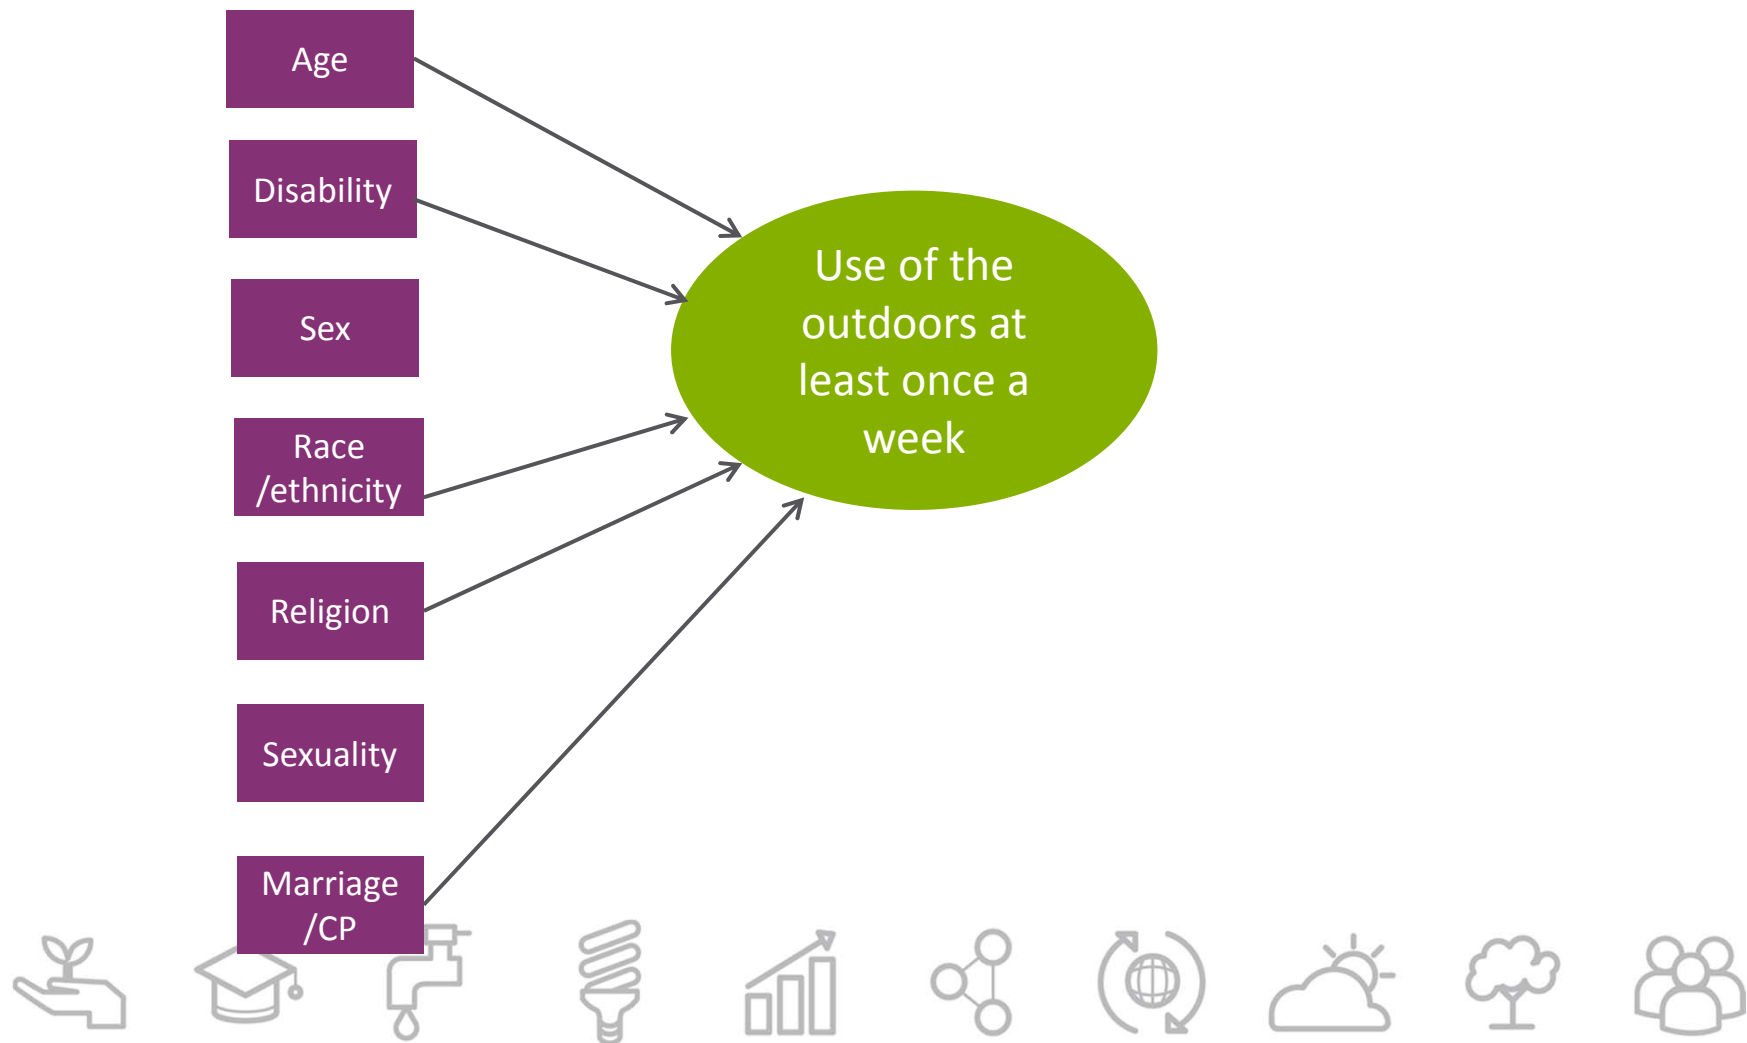 Age
Disability
Sex
Race
/ethnicity
Religion
Sexuality
Marriage
/CP
Use of the
outdoors at
least once a
week